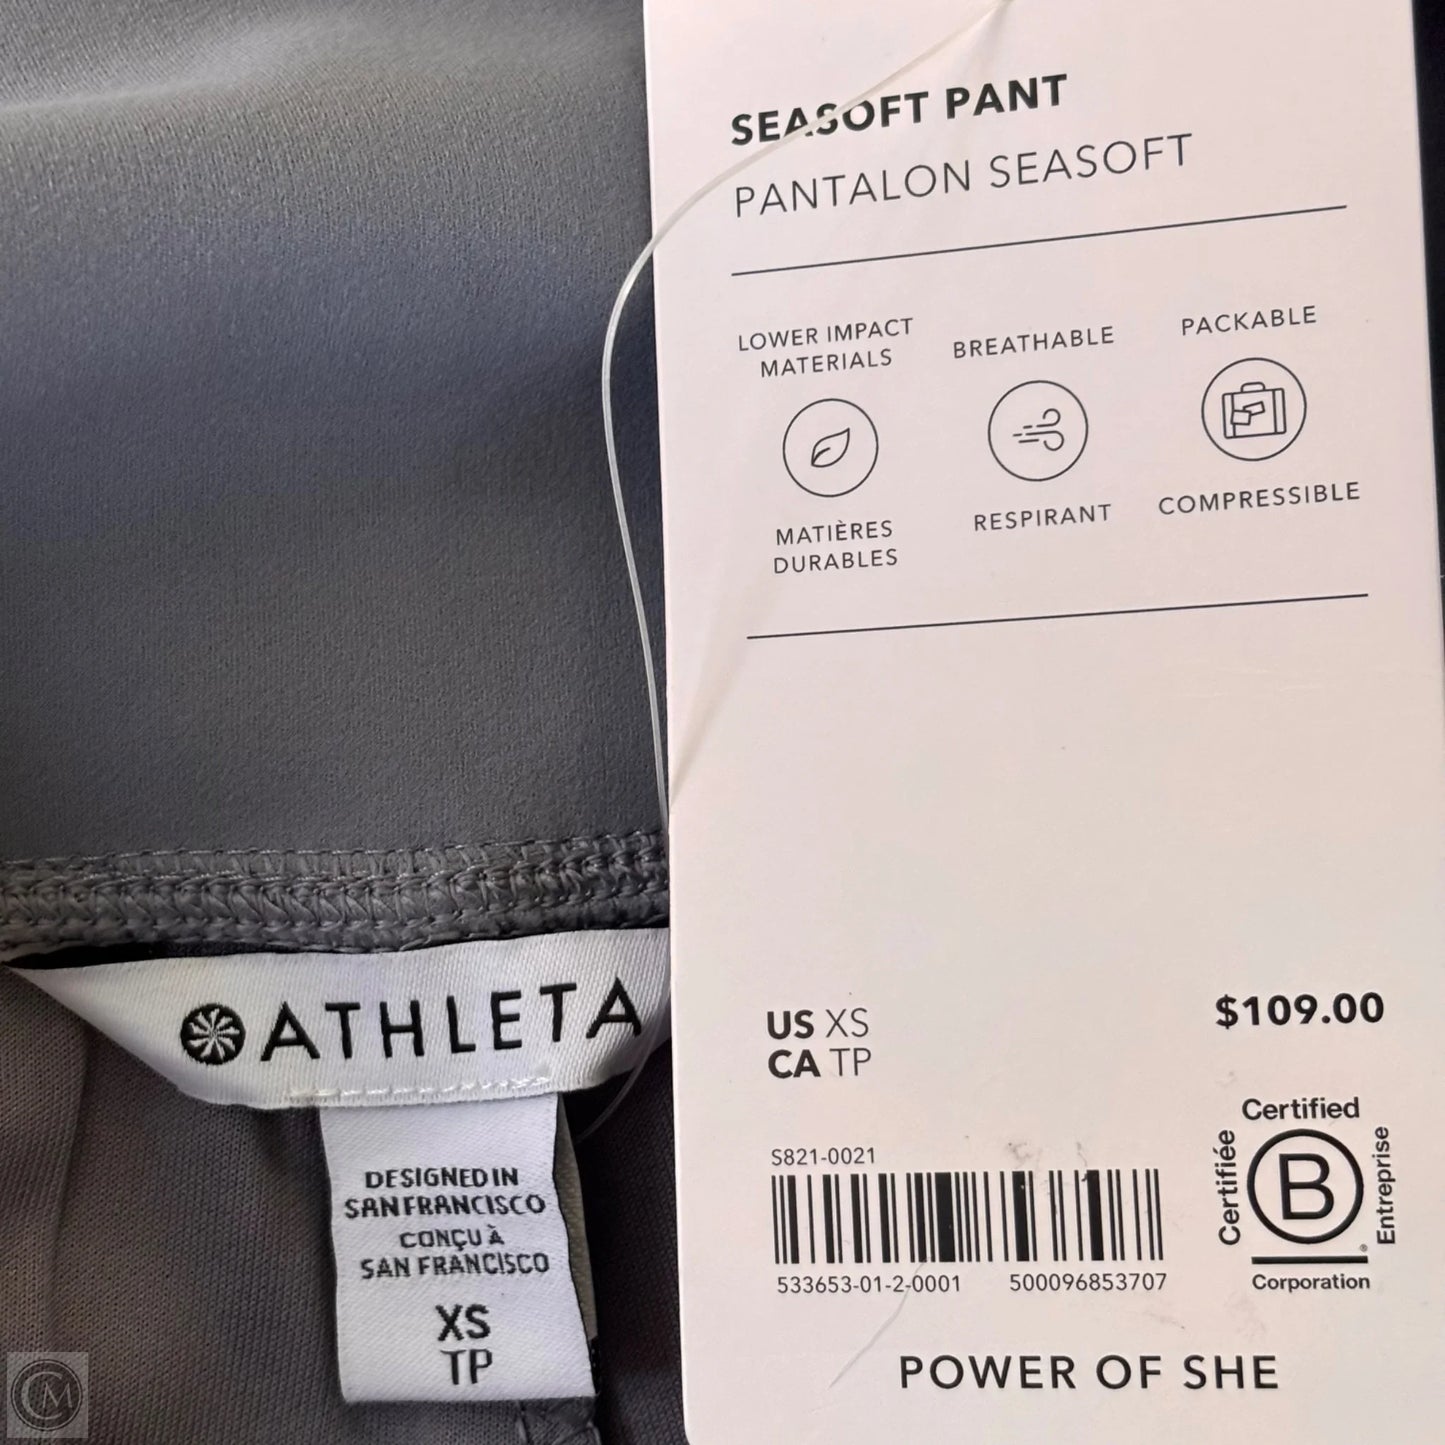 SEASOFT PANT
PANTALON SEASOFT
LOWER IMPACT
MATERIALS
BREATHABLE
PACKABLE
MATIÈRES
DURABLES
RESPIRANT
COMPRESSIBLE
US XS
CA TP
$109.00
S821-0021
533653-01-2-0001 500096853707
Certified
Certifiée
B
Entreprise
®
Corporation
POWER OF SHE
ATHLETA
DESIGNED IN
SAN FRANCISCO
CONÇU À
SAN FRANCISCO
XS
TP
CM